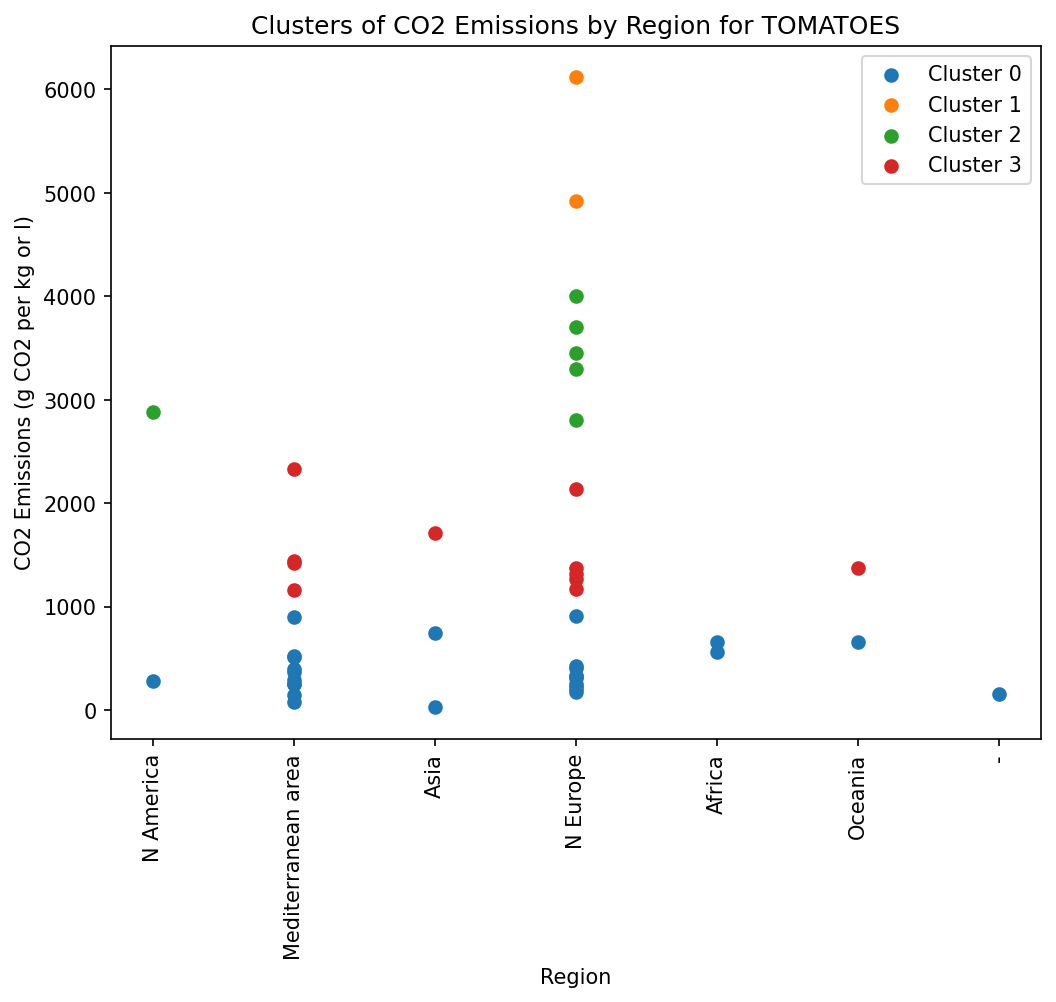 Clusters of CO2 Emissions by Region for TOMATOES
Cluster 0
Cluster 1
Cluster 2
Cluster 3
6000
5000
4000
3000
2000
1000
0
CO2 Emissions (g CO2 per kg or l)
N America
Mediterranean area
Asia
N Europe
Africa
Oceania
-
Region